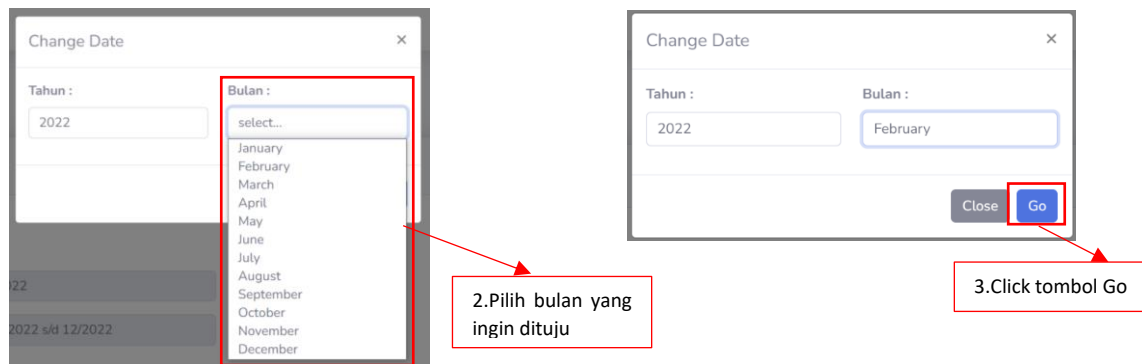 Change Date ×
Tahun :
Bulan :
2022
select...
January
February
March
April
May
June
July
August
September
October
November
December
22
2022 s/d 12/2022
2.Pilih bulan yang
ingin dituju
Change Date ×
Tahun :
Bulan :
2022
February
Close
Go
3.Click tombol Go